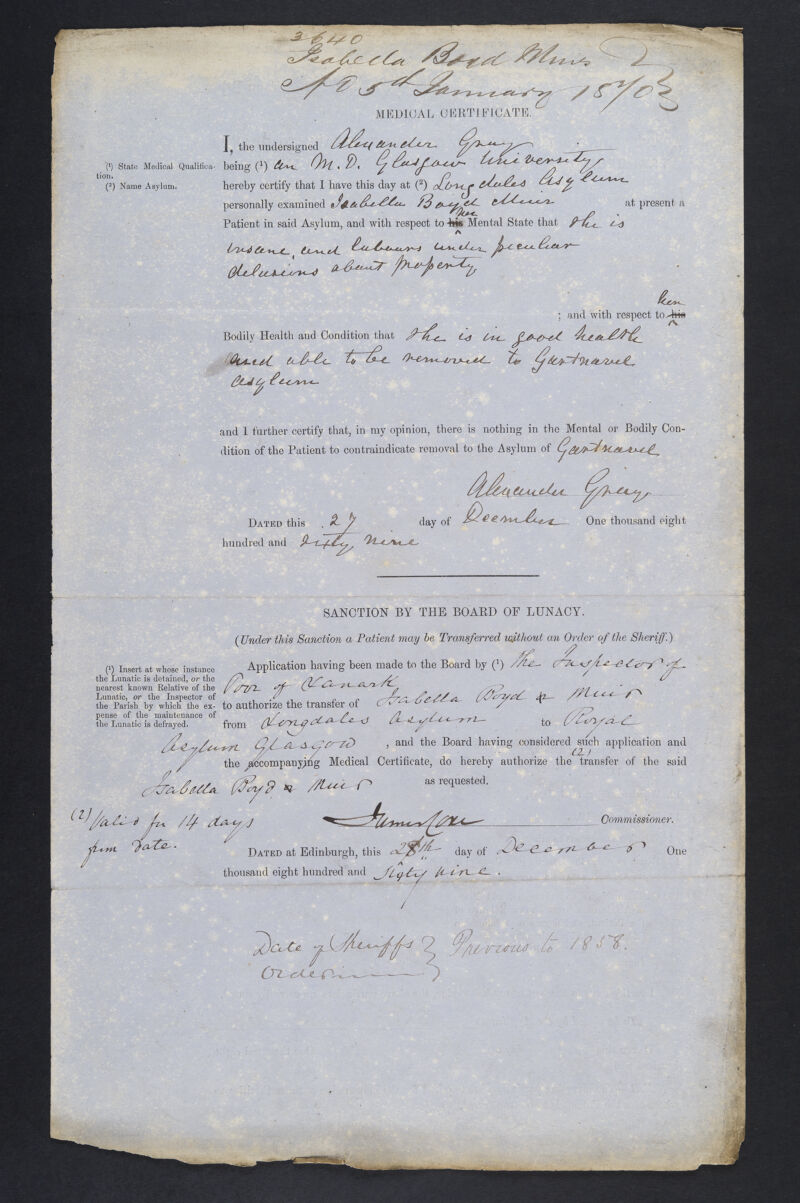 3640
Isabella Boyd Muir
Ad 5th January 1870
MEDICAL CERTIFICATE.
I, the undersigned Alexander Gray
(1) State Medical Qualification.
(2) Name Asylum.
being (1) an M.D. Glasgow University,
hereby certify that I have this day at (2) Longdales Asylum
personally examined Isabella Boyd Muir at present a
Patient in said Asylum, and with respect to his her Mental State that she is
insane, and labours under peculiar
delusions about property
; and with respect to his her
Bodily Health and Condition that she is in good health
and able to be removed to Gartnavel
asylum
and I further certify that, in my opinion, there is nothing in the Mental or Bodily Con-
dition of the Patient to contraindicate removal to the Asylum of Gartnavel
Alexander Gray
DATED this 27 day of December One thousand eight
hundred and sixty nine
SANCTION BY THE BOARD OF LUNACY.
(Under this Sanction a Patient may be Transferred without an Order of the Sheriff.)
(1) Insert at whose instance
the Lunatic is detained, or the
nearest known Relative of the
Lunatic, or the Inspector of
the Parish by which the ex-
pense of the maintenance of
the Lunatic is defrayed.
Application having been made to the Board by (1) the Inspector of
Poor of Lanark
to authorize the transfer of Isabella Boyd or Muir
from Longdales Asylum to Royal
Asylum Glasgow, and the Board having considered such application and
the accompanying Medical Certificate, do hereby authorize the (2) transfer of the said
Isabella Boyd or Muir as requested.
(2) Valid for 14 days
from date.
James Coxe Commissioner.
DATED at Edinburgh, this 28th day of December One
thousand eight hundred and sixty nine.
Date of Sheriffs } Previous to 1858.
Order }